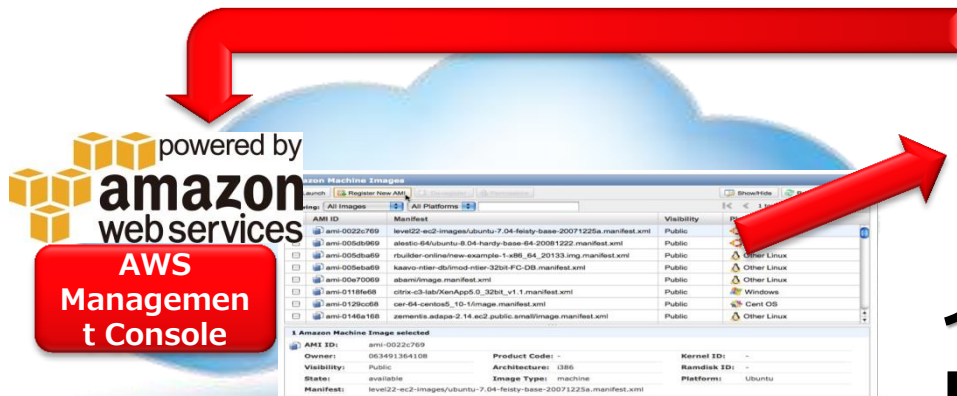 powered by
amazon
web services
AWS
Managemen
t Console
Amazon Machine Images
Launch Register New AMI Show/Hide
All Images All Platforms
AMI ID Manifest Visibility
ami-0022c769 level22-ec2-images/ubuntu-7.04-feisty-base-20071225a.manifest.xml Public
ami-005db969 alestic-64/ubuntu-8.04-hardy-base-64-20081222.manifest.xml Public
ami-005dba69 rbuilder-online/new-example-1-x86_64_20133.img.manifest.xml Public Other Linux
ami-005eba69 kaavo-ntier-db/mod-ntier-32bit-FC-DB.manifest.xml Public Other Linux
ami-00e70069 abami/image.manifest.xml Public Other Linux
ami-0118fe68 citrix-c3-lab/XenApp5.0_32bit_v1.1.manifest.xml Public Windows
ami-0129cc68 cer-64-centos5_10-1/image.manifest.xml Public Cent OS
ami-0146a168 zementis.adapa-2.14.ec2.public.small/image.manifest.xml Public Other Linux
1 Amazon Machine Image selected
AMI ID: ami-0022c769
Owner: 063491364108 Product Code: - Kernel ID: -
Visibility: Public Architecture: i386 Ramdisk ID: -
State: available Image Type: machine Platform: Ubuntu
Manifest: level22-ec2-images/ubuntu-7.04-feisty-base-20071225a.manifest.xml